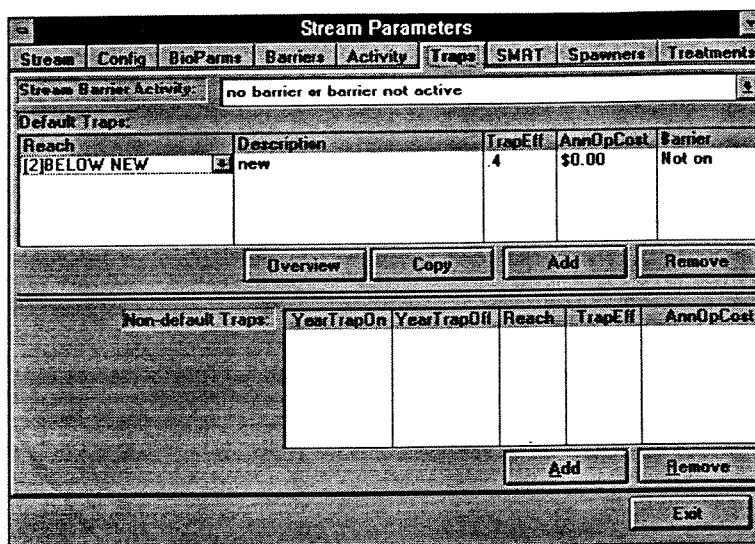 Stream Parameters
Stream Config BioParms Barriers Activity Traps SMRT Spawners Treatments
Stream Barrier Activity: no barrier or barrier not active
Default Traps:
Reach Description TrapEff AnnOpCost Barrier
[2]BELOW NEW new .4 $0.00 Not on
Overview Copy Add Remove
Non-default Traps: YearTrapOn YearTrapOff Reach TrapEff AnnOpCost
Add Remove
Exit